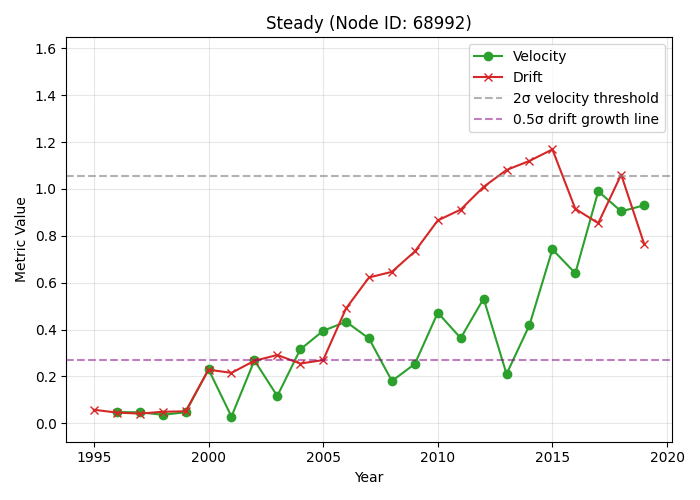 Steady (Node ID: 68992)
Velocity
Drift
2σ velocity threshold
0.5σ drift growth line
Metric Value
1.6
1.4
1.2
1.0
0.8
0.6
0.4
0.2
0.0
1995 2000 2005 2010 2015 2020
Year